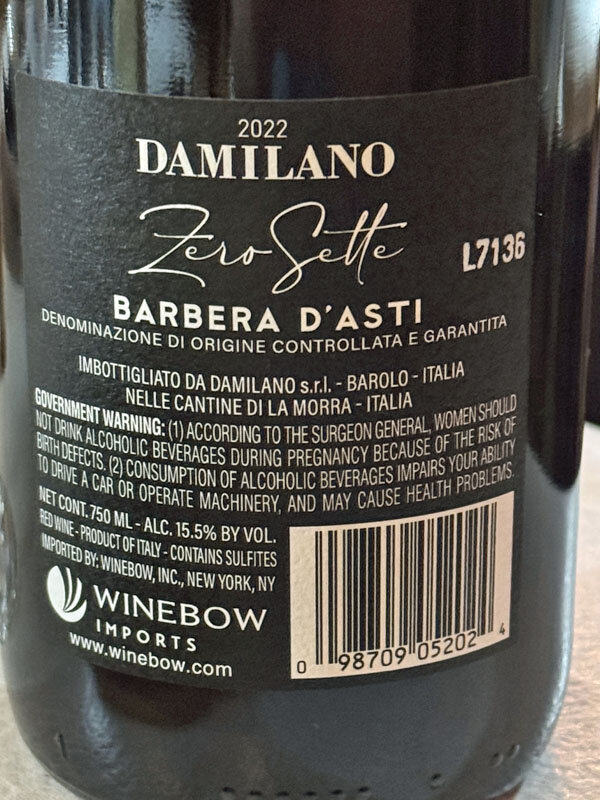 2022
DAMILANO
Zero Sette
L7136
BARBERA D'ASTI
DENOMINAZIONE DI ORIGINE CONTROLLATA E GARANTITA
IMBOTTIGLIATO DA DAMILANO s.r.l. - BAROLO - ITALIA
NELLE CANTINE DI LA MORRA - ITALIA
GOVERNMENT WARNING: (1) ACCORDING TO THE SURGEON GENERAL, WOMEN SHOULD
NOT DRINK ALCOHOLIC BEVERAGES DURING PREGNANCY BECAUSE OF THE RISK OF
BIRTH DEFECTS. (2) CONSUMPTION OF ALCOHOLIC BEVERAGES IMPAIRS YOUR ABILITY
TO DRIVE A CAR OR OPERATE MACHINERY, AND MAY CAUSE HEALTH PROBLEMS.
NET CONT. 750 ML - ALC. 15.5% BY VOL.
RED WINE - PRODUCT OF ITALY - CONTAINS SULFITES
IMPORTED BY: WINEBOW, INC., NEW YORK, NY
WINEBOW
IMPORTS
www.winebow.com
0 98709 05202 4